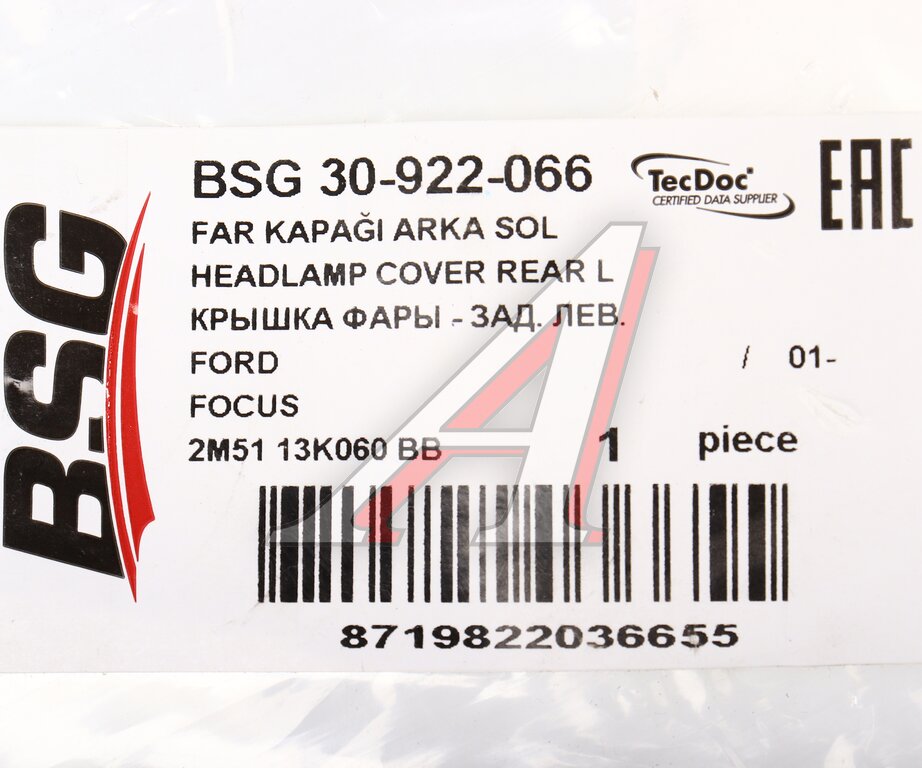 BSG
BSG 30-922-066
TecDoc
CERTIFIED DATA SUPPLIER
EAC
FAR KAPAĞI ARKA SOL
HEADLAMP COVER REAR L
КРЫШКА ФАРЫ - ЗАД. ЛЕВ.
FORD / 01-
FOCUS
2M51 13K060 BB 1 piece
8719822036655